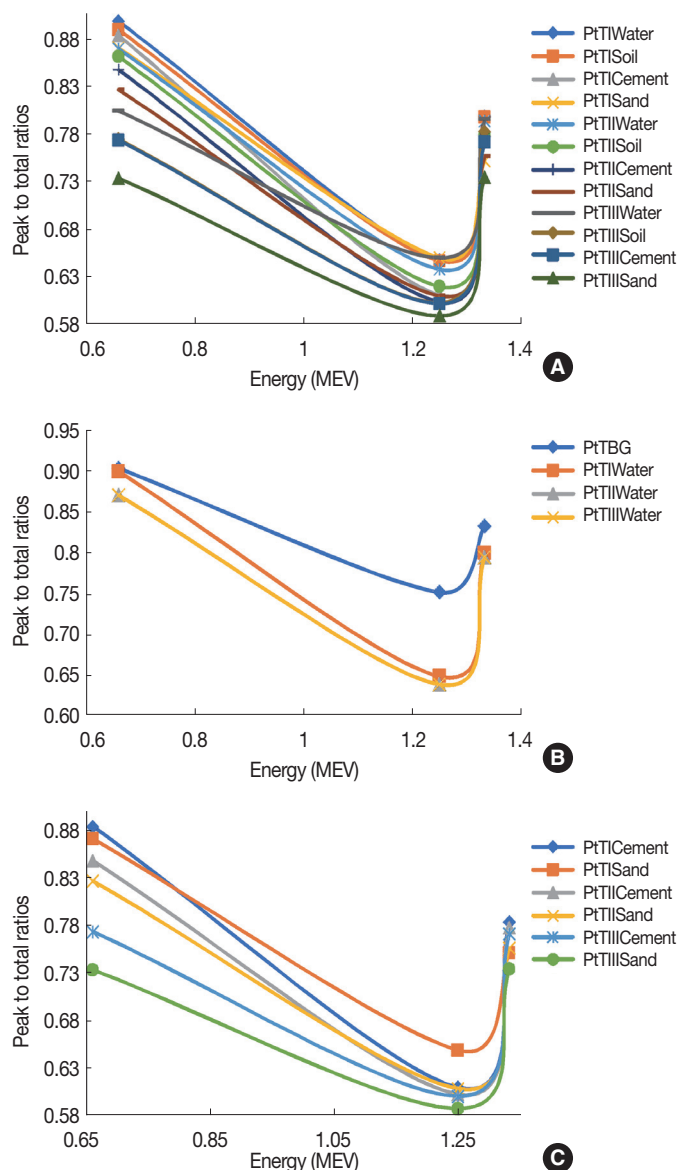 0.88
0.83
0.78
0.73
0.68
0.63
0.58
Peak to total ratios
0.6
0.8
1
1.2
1.4
Energy (MEV)
PtTIWater
PtTISoil
PtTICement
PtTISand
PtTIIWater
PtTIISoil
PtTIICement
PtTIISand
PtTIIIWater
PtTIIISoil
PtTIIICement
PtTIIISand
A
0.95
0.90
0.85
0.8
0.75
0.70
0.65
0.60
Peak to total ratios
0.6
0.8
1
1.2
1.4
Energy (MEV)
PtTBG
PtTIWater
PtTIIWater
PtTIIIWater
B
0.88
0.83
0.78
0.73
0.68
0.63
0.58
Peak to total ratios
0.65
0.85
1.05
1.25
Energy (MEV)
PtTICement
PtTISand
PtTIICement
PtTIISand
PtTIIICement
PtTIIISand
C